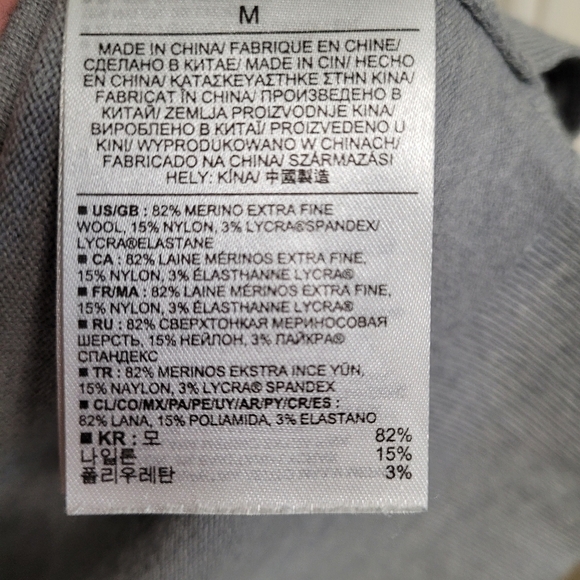 M
MADE IN CHINA/ FABRIQUE EN CHINE/
СДЕЛАНО В КИТАЕ/ MADE IN CIN/ HECHO
EN CHINA/ ΚΑΤΑΣΚΕΥΑΣΤΗΚΕ ΣΤΗΝ ΚΙΝΑ/
FABRICAT ÎN CHINA/ ПРОИЗВЕДЕНО В
КИТАЙ/ ZEMLJA PROIZVODNJE KINA/
ВИРОБЛЕНО В КИТАЇ/ PROIZVEDENO U
KINI/ WYPRODUKOWANO W CHINACH/
FABRICADO NA CHINA/ SZÁRMAZÁSI
HELY: KÍNA/ 中國製造
■ US/GB : 82% MERINO EXTRA FINE
WOOL, 15% NYLON, 3% LYCRA®SPANDEX/
LYCRA®ELASTANE
■ CA : 82% LAINE MÉRINOS EXTRA FINE,
15% NYLON, 3% ÉLASTHANNE LYCRA®
■ FR/MA : 82% LAINE MÉRINOS EXTRA FINE,
15% NYLON, 3% ÉLASTHANNE LYCRA®
■ RU : 82% СВЕРХТОНКАЯ МЕРИНОСОВАЯ
ШЕРСТЬ, 15% НЕЙЛОН, 3% ЛАЙКРА®
СПАНДЕКС
■ TR : 82% MERINOS EKSTRA INCE YÜN,
15% NAYLON, 3% LYCRA® SPANDEX
■ CL/CO/MX/PA/PE/UY/AR/PY/CR/ES :
82% LANA, 15% POLIAMIDA, 3% ELASTANO
■ KR : 모 82%
나일론 15%
폴리우레탄 3%